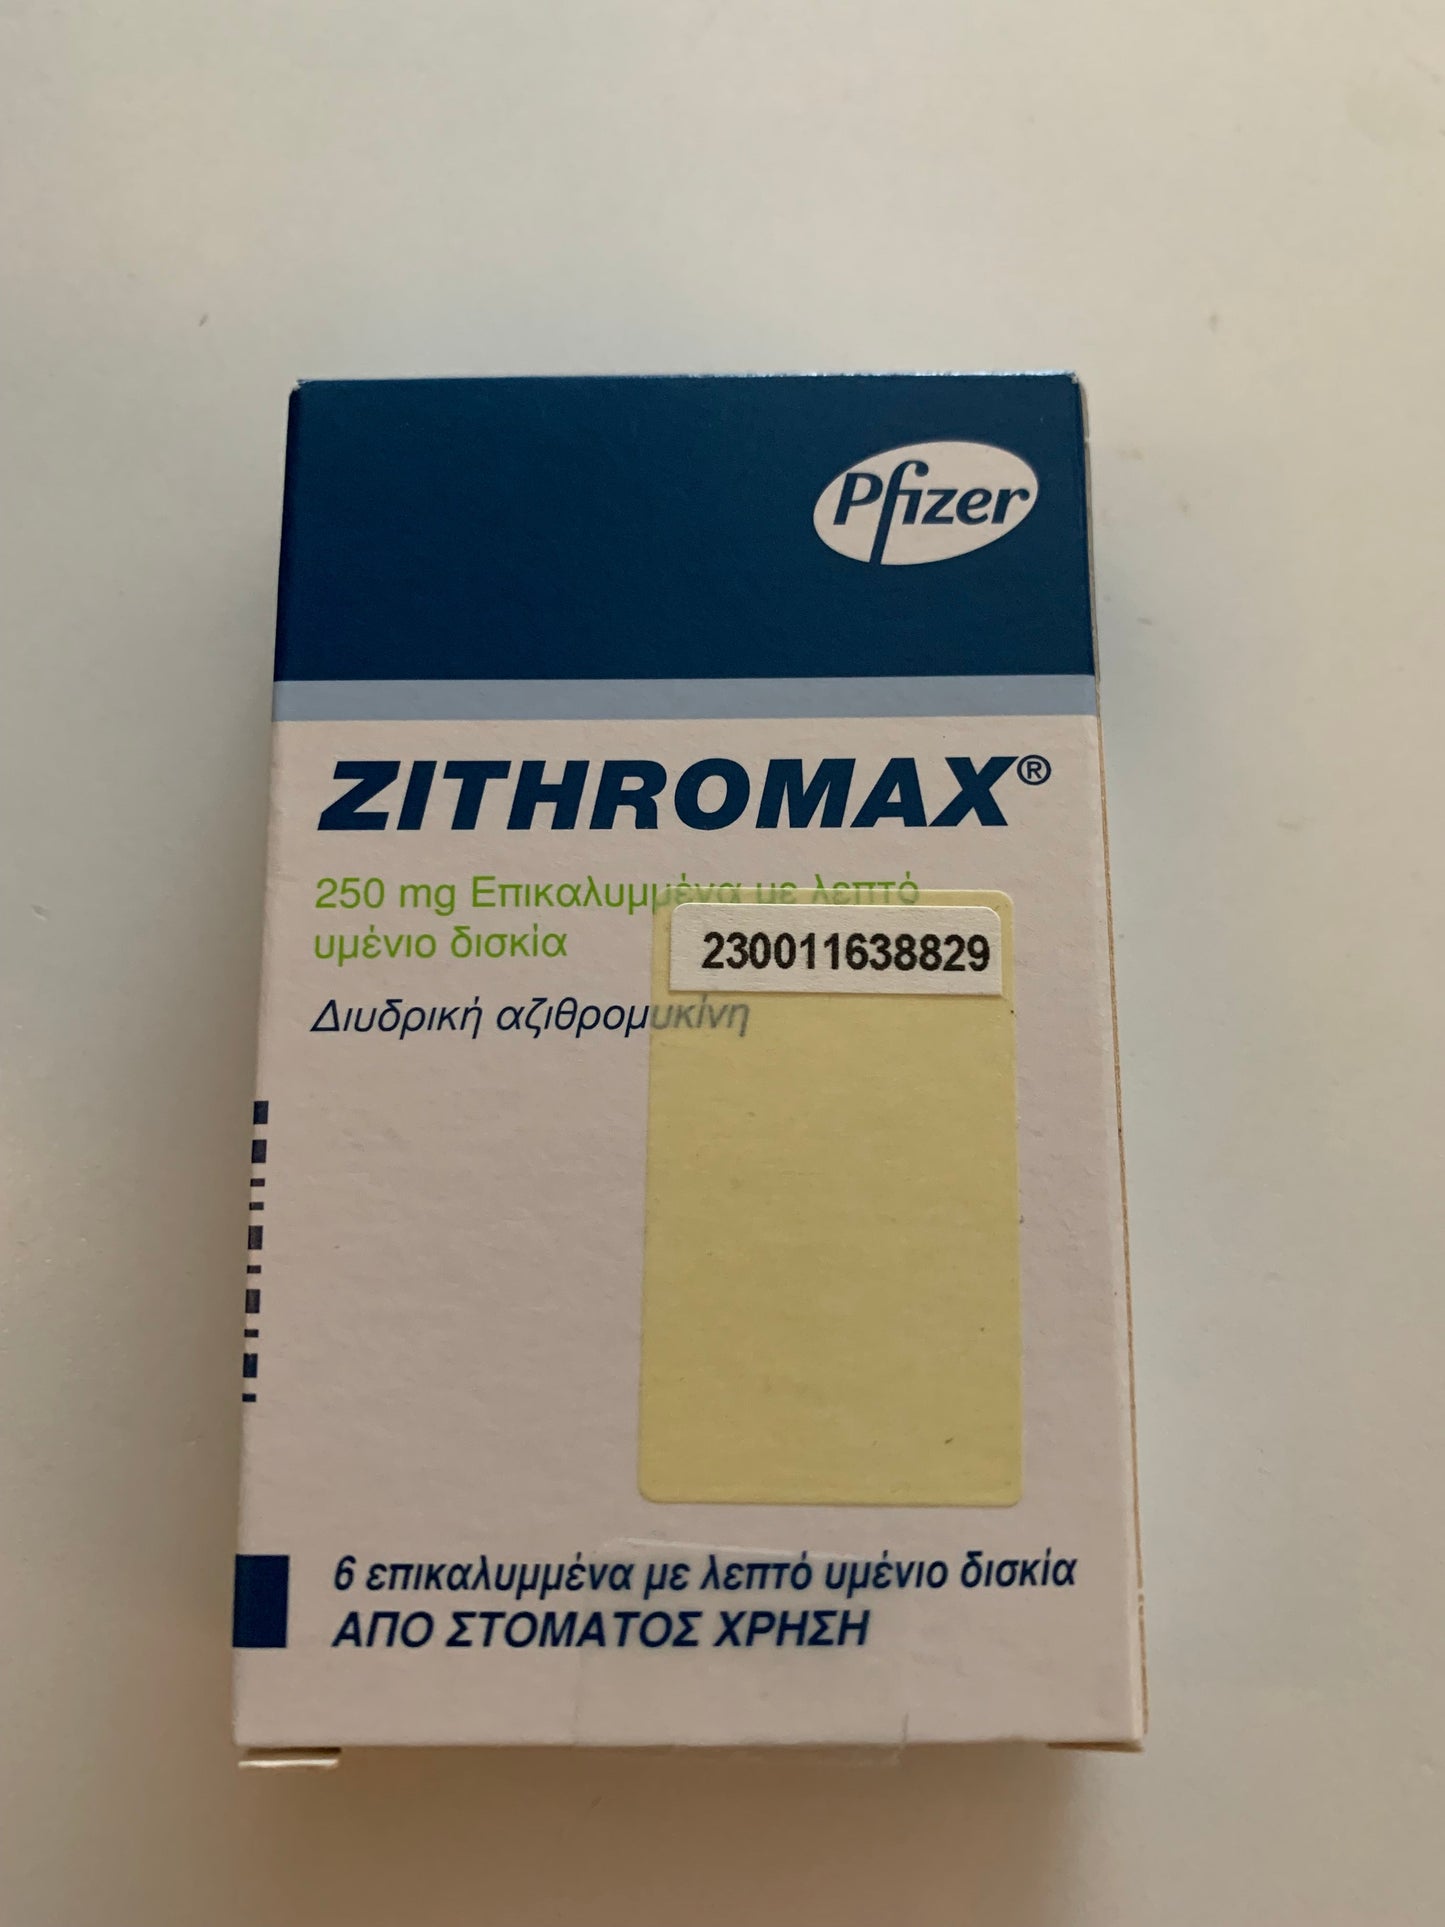 Pfizer
ZITHROMAX®
250 mg Επικαλυμμένα με λεπτό
υμένιο δισκία
230011638829
Διυδρική αζιθρομυκίνη
6 επικαλυμμένα με λεπτό υμένιο δισκία
ΑΠΟ ΣΤΟΜΑΤΟΣ ΧΡΗΣΗ